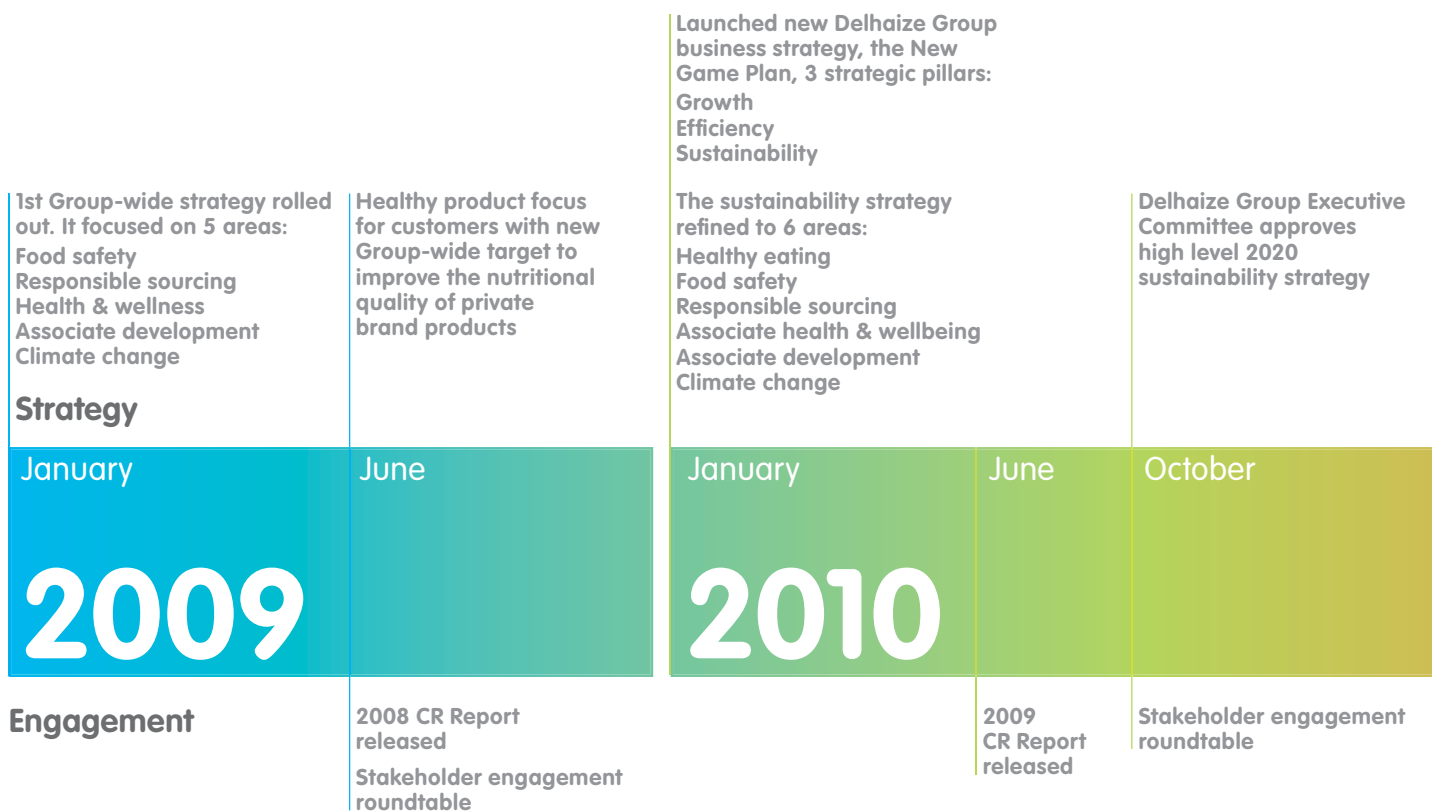 Launched new Delhaize Group
business strategy, the New
Game Plan, 3 strategic pillars:
Growth
Efficiency
Sustainability
1st Group-wide strategy rolled
out. It focused on 5 areas:
Food safety
Responsible sourcing
Health & wellness
Associate development
Climate change
Healthy product focus
for customers with new
Group-wide target to
improve the nutritional
quality of private
brand products
The sustainability strategy
refined to 6 areas:
Healthy eating
Food safety
Responsible sourcing
Associate health & wellbeing
Associate development
Climate change
Delhaize Group Executive
Committee approves
high level 2020
sustainability strategy
Strategy
January
June
January
June
October
2009
2010
Engagement
2008 CR Report
released
Stakeholder engagement
roundtable
2009
CR Report
released
Stakeholder engagement
roundtable